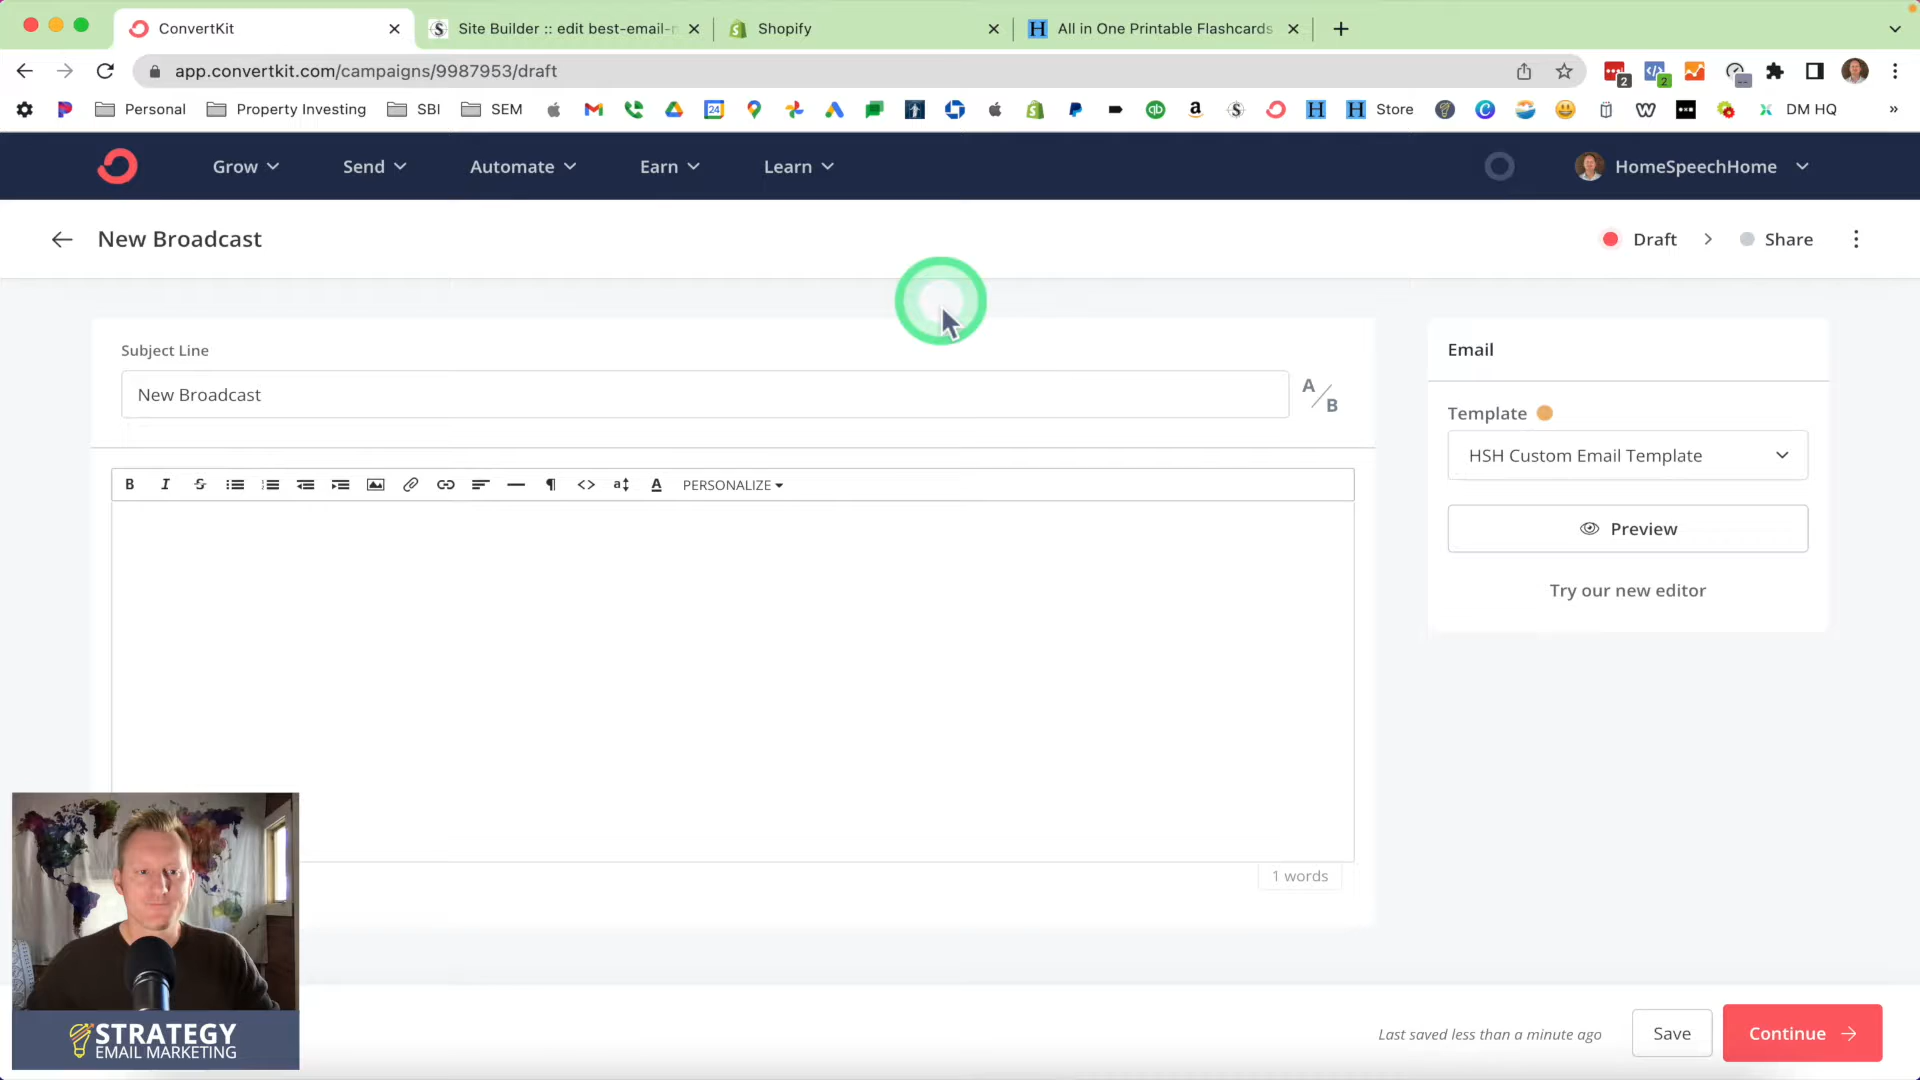 ConvertKit
Site Builder :: edit best-email-n
Shopify
All in One Printable Flashcards
app.convertkit.com/campaigns/9987953/draft
2
2
Personal
Property Investing
SBI
SEM
24
Store
DM HQ
Grow
Send
Automate
Earn
Learn
HomeSpeechHome
New Broadcast
Draft
Share
Subject Line
New Broadcast
A/B
Email
Template
HSH Custom Email Template
Preview
Try our new editor
B I S <> A PERSONALIZE
1 words
STRATEGY
EMAIL MARKETING
Last saved less than a minute ago
Save
Continue